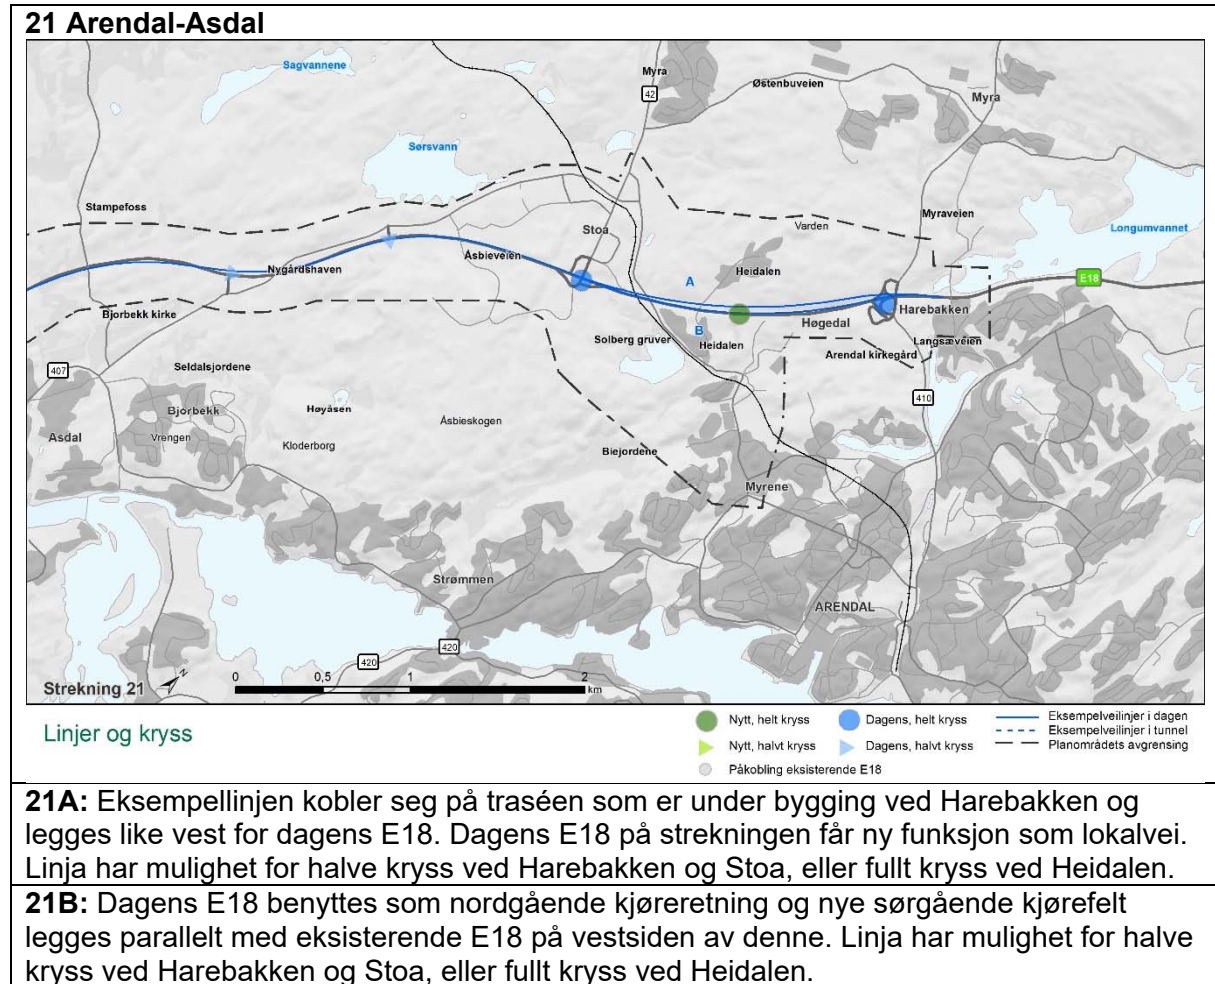 21 Arendal-Asdal
Sagvannene
Myra
Østenbuveien
42
Myra
Sørsvann
Stampefoss
Myraveien
Varden
Longumvannet
Stoa
Åsbieveien
Nygårdshaven
Heidalen
A
E18
Bjorbekk kirke
Harebakken
Høgedal
B
Solberg gruver
Heidalen
Langsæveien
Arendal kirkegård
Seldalsjordene
407
410
Bjorbekk
Høyåsen
Åsbieskogen
Asdal
Vrengen
Kloderborg
Biejordene
Myrene
Strømmen
ARENDAL
420
420
Strekning 21
N
0 0,5 1 2
km
Linjer og kryss
Nytt, helt kryss
Dagens, helt kryss
Eksempelveilinjer i dagen
Eksempelveilinjer i tunnel
Nytt, halvt kryss
Dagens, halvt kryss
Planområdets avgrensing
Påkobling eksisterende E18
21A: Eksempellinjen kobler seg på traséen som er under bygging ved Harebakken og
legges like vest for dagens E18. Dagens E18 på strekningen får ny funksjon som lokalvei.
Linja har mulighet for halve kryss ved Harebakken og Stoa, eller fullt kryss ved Heidalen.
21B: Dagens E18 benyttes som nordgående kjøreretning og nye sørgående kjørefelt
legges parallelt med eksisterende E18 på vestsiden av denne. Linja har mulighet for halve
kryss ved Harebakken og Stoa, eller fullt kryss ved Heidalen.